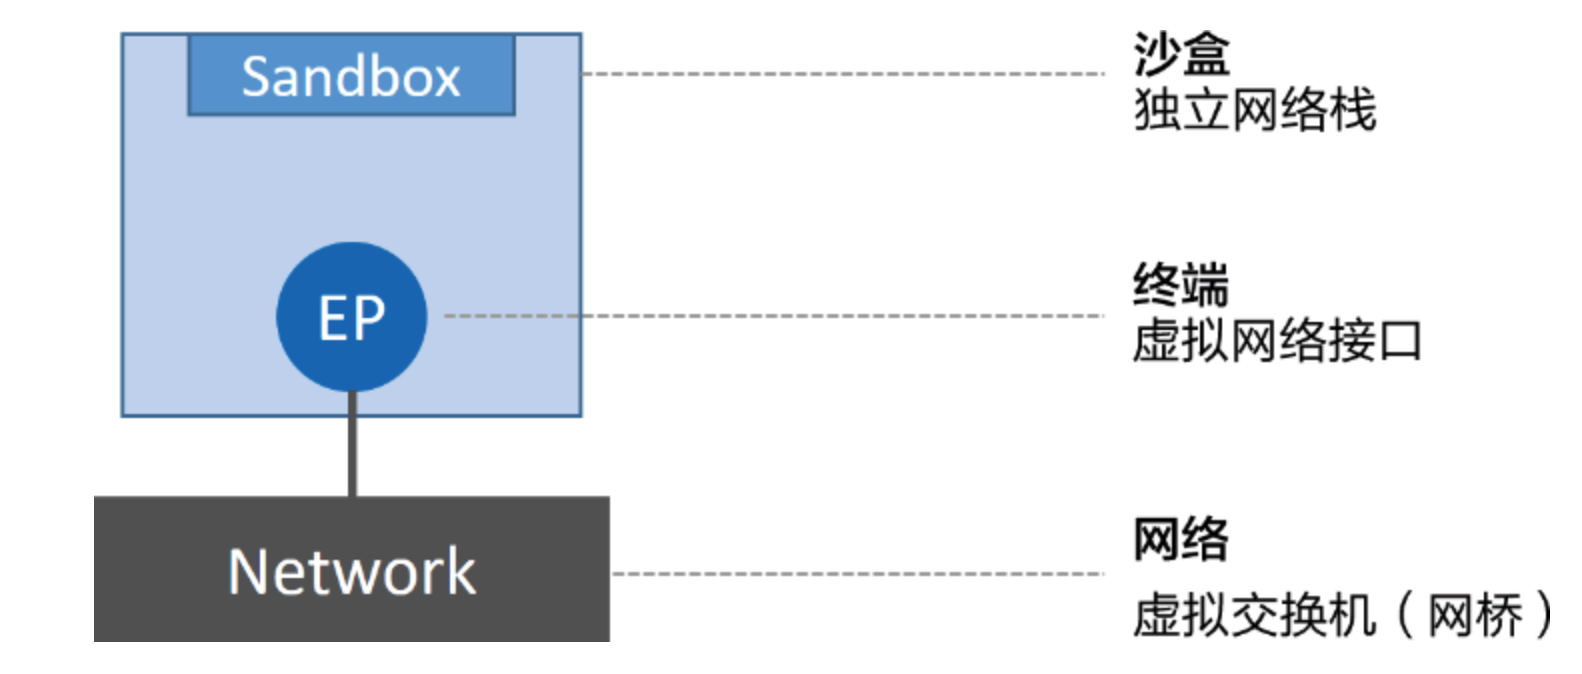 Sandbox
沙盒
独立网络栈
EP
终端
虚拟网络接口
Network
网络
虚拟交换机（网桥）